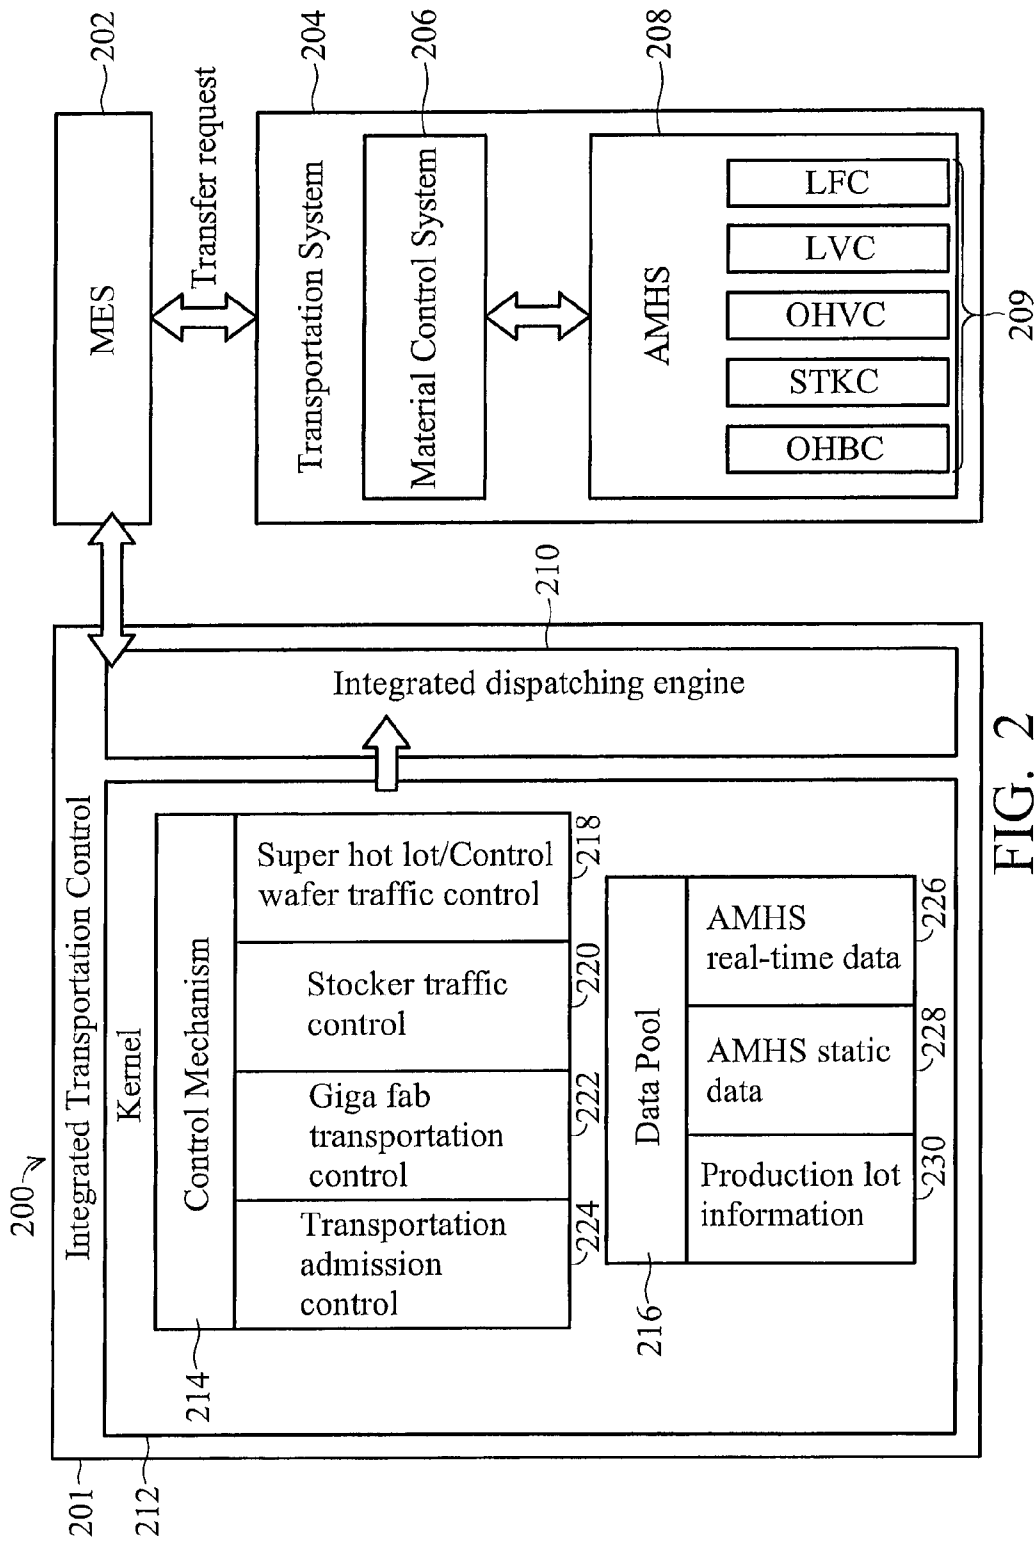 200
201
Integrated Transportation Control
212
Kernel
214
Control Mechanism
Transportation
admission
control
224
Giga fab
transportation
control
222
Stocker traffic
control
220
Super hot lot/Control
wafer traffic control
218
216
Data Pool
Production lot
information
230
AMHS static
data
228
AMHS
real-time data
226
Integrated dispatching engine
210
MES
202
Transfer request
Transportation System
204
Material Control System
206
AMHS
208
OHBC
STKC
OHVC
LVC
LFC
209
FIG. 2